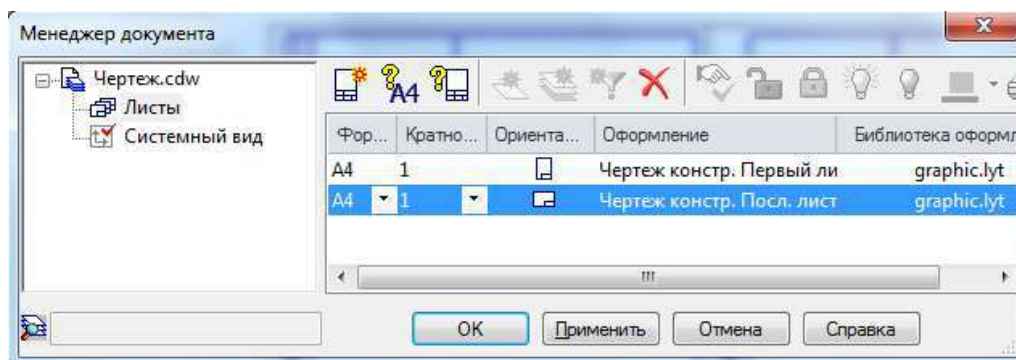 Менеджер документа
Чертеж.cdw
Листы
Системный вид
A4
Фор... Кратно... Ориента... Оформление Библиотека оформл
A4 1 Чертеж констр. Первый ли graphic.lyt
A4 1 Чертеж констр. Посл. лист graphic.lyt
OK Применить Отмена Справка